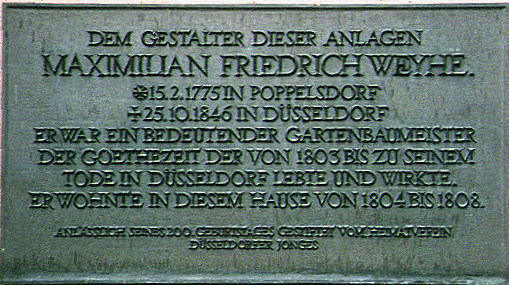 DEM GESTALTER DIESER ANLAGEN
MAXIMILIAN FRIEDRICH WEYHE.
✽15.2.1775 IN POPPELSDORF
✢25.10.1846 IN DÜSSELDORF
ER WAR EIN BEDEUTENDER GARTENBAUMEISTER
DER GOETHEZEIT DER VON 1803 BIS ZU SEINEM
TODE IN DÜSSELDORF LEBTE UND WIRKTE.
ER WOHNTE IN DIESEM HAUSE VON 1804 BIS 1808.
ANLÄSSLICH SEINES 200. GEBURTSTAGES GESTIFTET VOM HEIMATVEREIN
DÜSSELDORFER JONGES